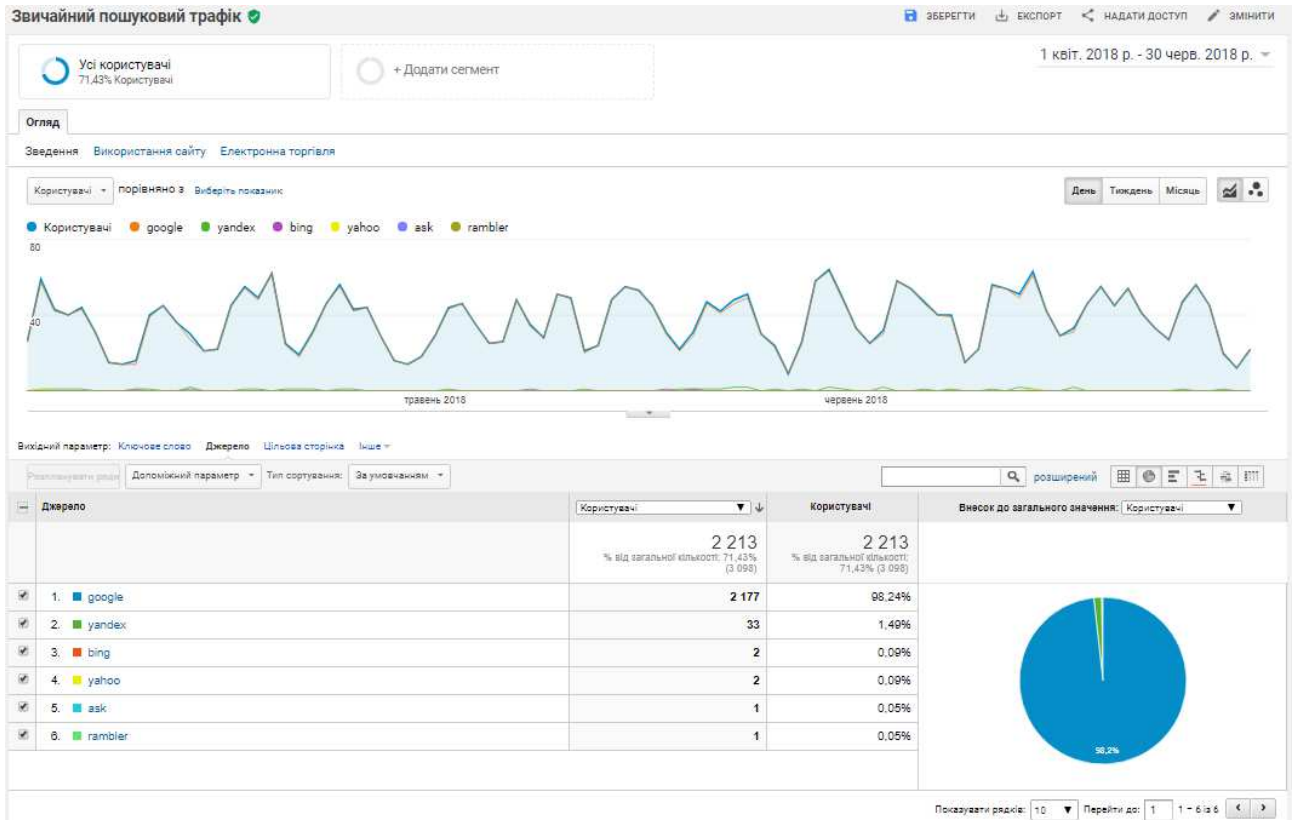 Звичайний пошуковий трафік
ЗБЕРЕГТИ ЕКСПОРТ НАДАТИ ДОСТУП ЗМІНИТИ
Усі користувачі
71,43% Користувачі
+ Додати сегмент
1 квіт. 2018 р. - 30 черв. 2018 р.
Огляд
Зведення Використання сайту Електронна торгівля
Користувачі порівняно з Виберіть показник
День Тиждень Місяць
Користувачі google yandex bing yahoo ask rambler
80
40
травень 2018 червень 2018
Вихідний параметр: Ключове слово Джерело Цільова сторінка Інше
Розпланувати ряди Допоміжний параметр Тип сортування: За умовчанням розширений
Джерело Користувачі Користувачі Внесок до загального значення: Користувачі
2 213 2 213
% від загальної кількості: 71,43% (3 098) % від загальної кількості: 71,43% (3 098)
1. google 2 177 98,24%
2. yandex 33 1,49%
3. bing 2 0,09%
4. yahoo 2 0,09%
5. ask 1 0,05%
6. rambler 1 0,05%
98,2%
Показувати рядків: 10 Перейти до: 1 1 – 6 із 6